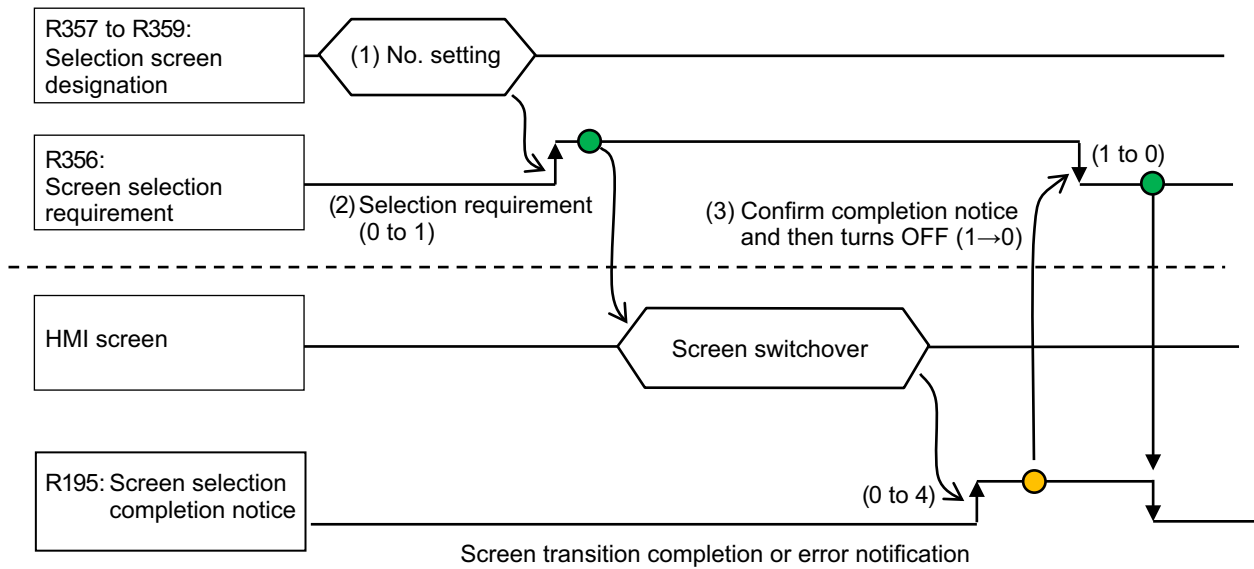 R357 to R359:
Selection screen
designation
(1) No. setting
R356:
Screen selection
requirement
(2) Selection requirement
(0 to 1)
(1 to 0)
(3) Confirm completion notice
and then turns OFF (1→0)
HMI screen
Screen switchover
R195: Screen selection
completion notice
(0 to 4)
Screen transition completion or error notification